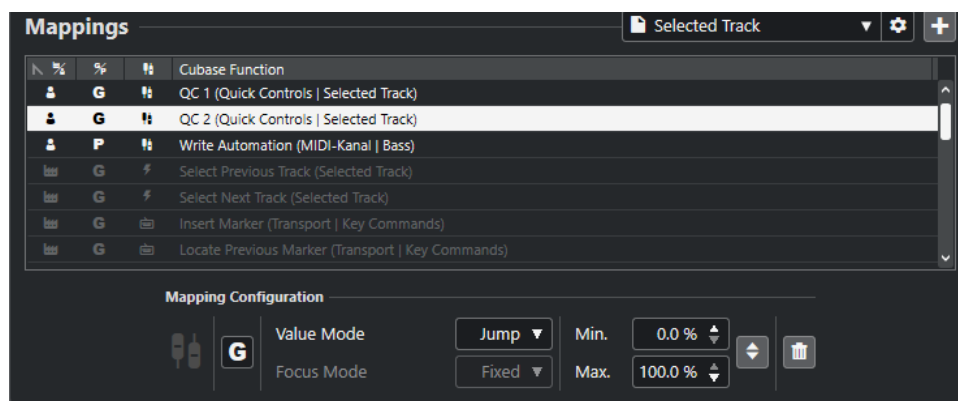 Mappings
Selected Track
Cubase Function
G QC 1 (Quick Controls | Selected Track)
G QC 2 (Quick Controls | Selected Track)
P Write Automation (MIDI-Kanal | Bass)
G Select Previous Track (Selected Track)
G Select Next Track (Selected Track)
G Insert Marker (Transport | Key Commands)
G Locate Previous Marker (Transport | Key Commands)
Mapping Configuration
G Value Mode Jump Min. 0.0 %
Focus Mode Fixed Max. 100.0 %